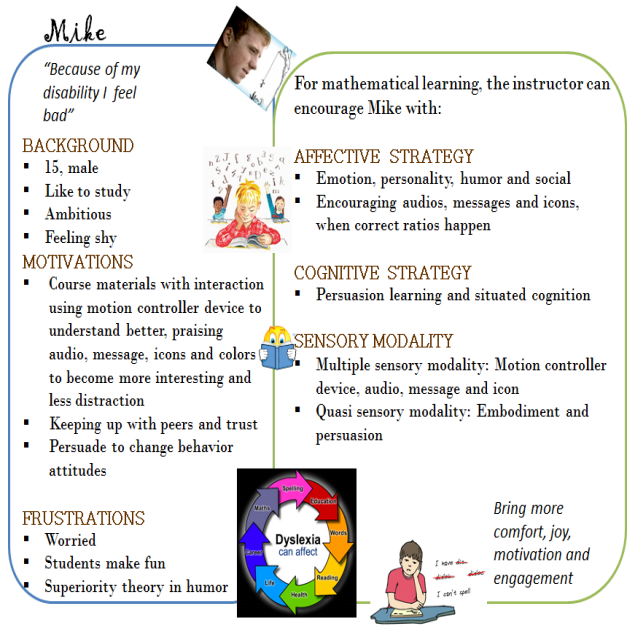 Mike
“Because of my
disability I feel
bad”
BACKGROUND
▪ 15, male
▪ Like to study
▪ Ambitious
▪ Feeling shy
MOTIVATIONS
▪ Course materials with interaction
using motion controller device to
understand better, praising
audio, message, icons and colors
to become more interesting and
less distraction
▪ Keeping up with peers and trust
▪ Persuade to change behavior
attitudes
FRUSTRATIONS
▪ Worried
▪ Students make fun
▪ Superiority theory in humor
For mathematical learning, the instructor can
encourage Mike with:
AFFECTIVE STRATEGY
▪ Emotion, personality, humor and social
▪ Encouraging audios, messages and icons,
when correct ratios happen
COGNITIVE STRATEGY
▪ Persuasion learning and situated cognition
SENSORY MODALITY
▪ Multiple sensory modality: Motion controller
device, audio, message and icon
▪ Quasi sensory modality: Embodiment and
persuasion
Dyslexia
can affect
Spelling
Education
Words
Reading
Health
Life
Career
Maths
I have
I can't spell
Bring more
comfort, joy,
motivation and
engagement